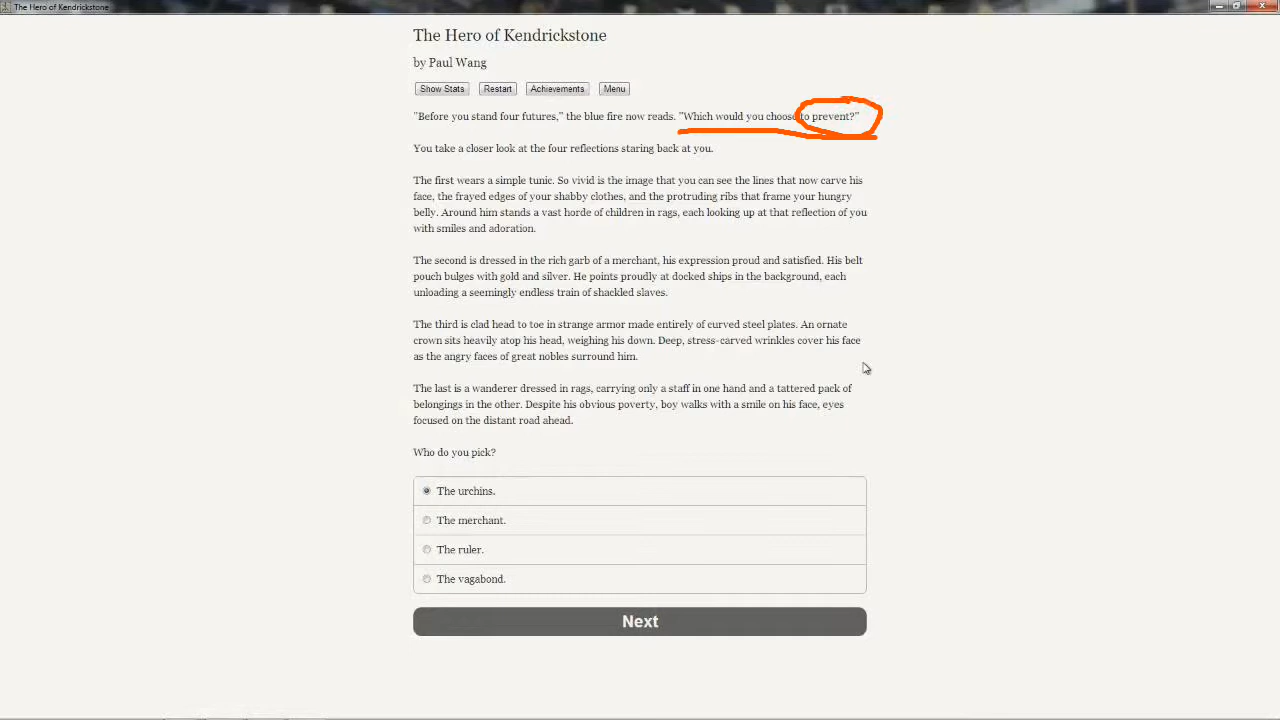 The Hero of Kendrickstone
The Hero of Kendrickstone
by Paul Wang
Show Stats Restart Achievements Menu
"Before you stand four futures," the blue fire now reads. "Which would you choose to prevent?"
You take a closer look at the four reflections staring back at you.
The first wears a simple tunic. So vivid is the image that you can see the lines that now carve his
face, the frayed edges of your shabby clothes, and the protruding ribs that frame your hungry
belly. Around him stands a vast horde of children in rags, each looking up at that reflection of you
with smiles and adoration.
The second is dressed in the rich garb of a merchant, his expression proud and satisfied. His belt
pouch bulges with gold and silver. He points proudly at docked ships in the background, each
unloading a seemingly endless train of shackled slaves.
The third is clad head to toe in strange armor made entirely of curved steel plates. An ornate
crown sits heavily atop his head, weighing his down. Deep, stress-carved wrinkles cover his face
as the angry faces of great nobles surround him.
The last is a wanderer dressed in rags, carrying only a staff in one hand and a tattered pack of
belongings in the other. Despite his obvious poverty, boy walks with a smile on his face, eyes
focused on the distant road ahead.
Who do you pick?
The urchins.
The merchant.
The ruler.
The vagabond.
Next